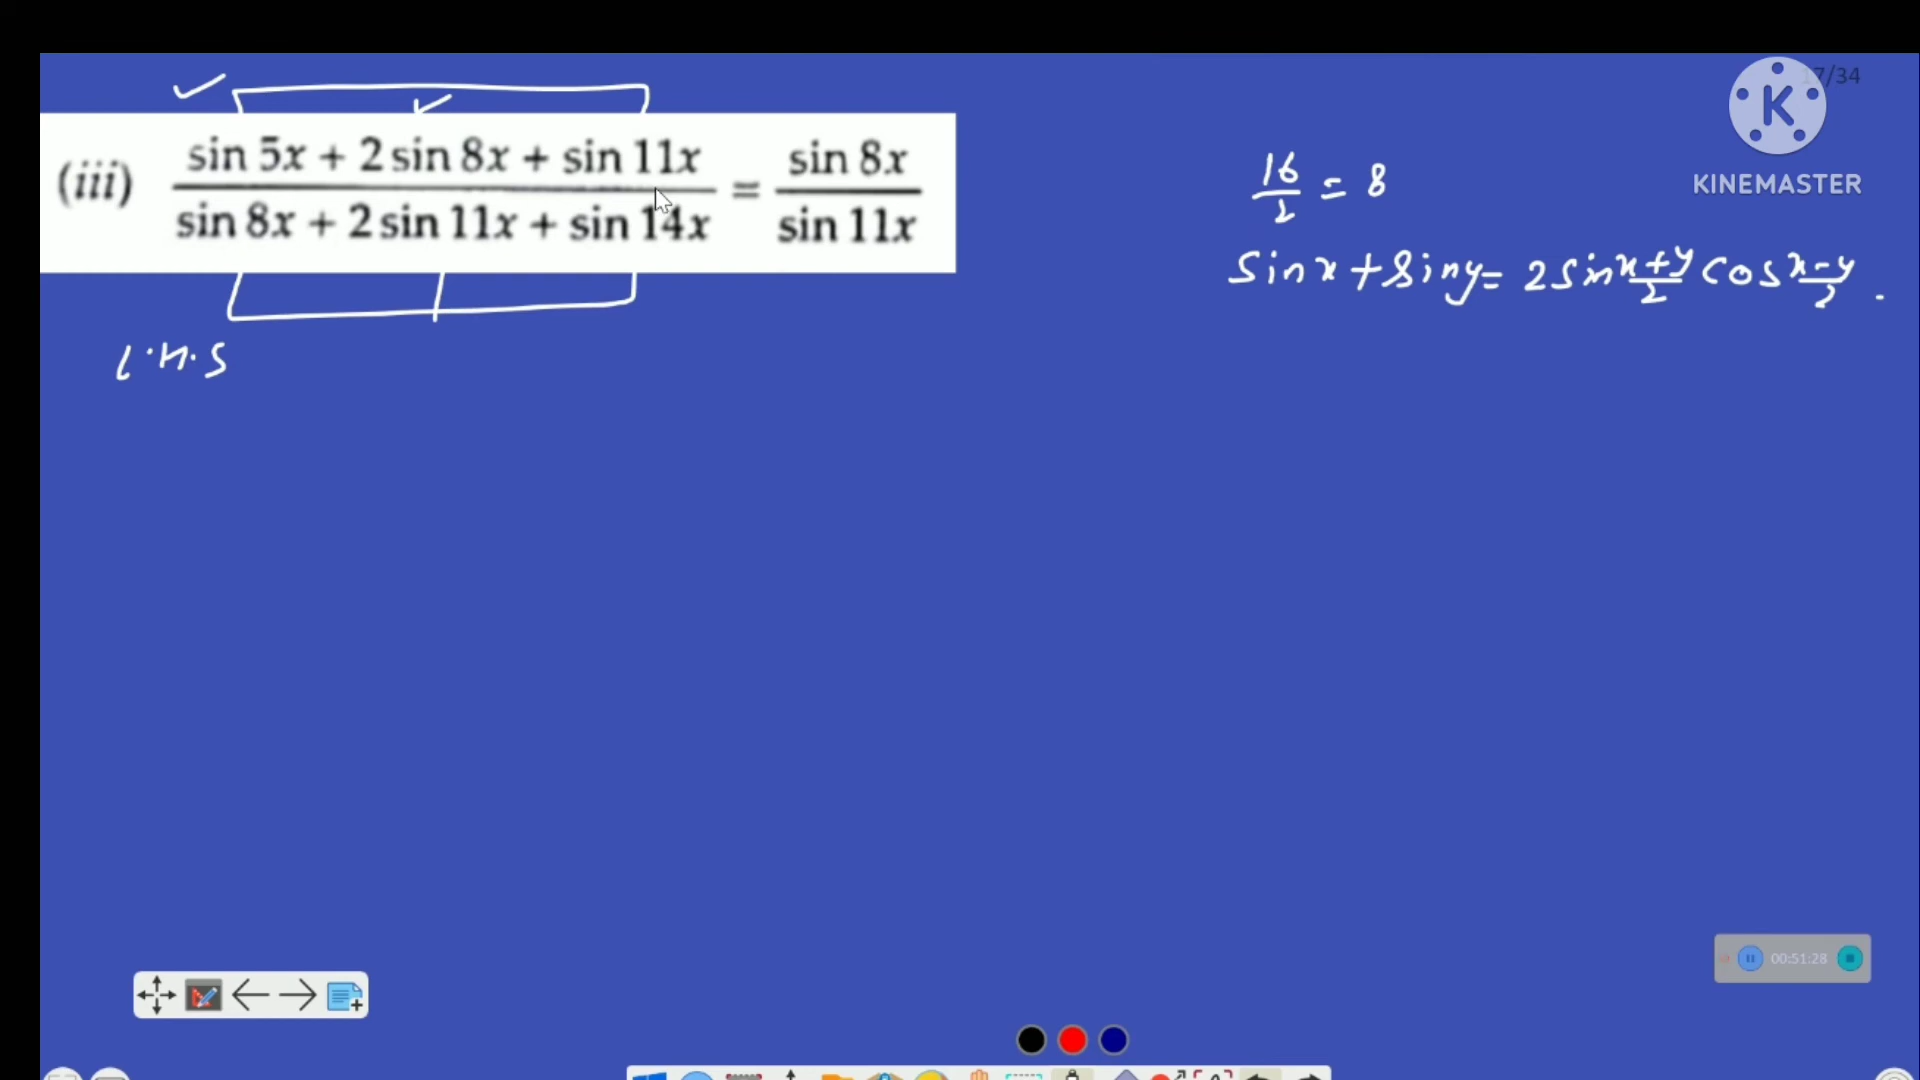 17/34
KINEMASTER
(iii) sin 5x + 2 sin 8x + sin 11x / sin 8x + 2 sin 11x + sin 14x = sin 8x / sin 11x
16/2 = 8
Sinx + Siny = 2 Sin x+y/2 Cos x-y/2 .
L.H.S
00:51:28